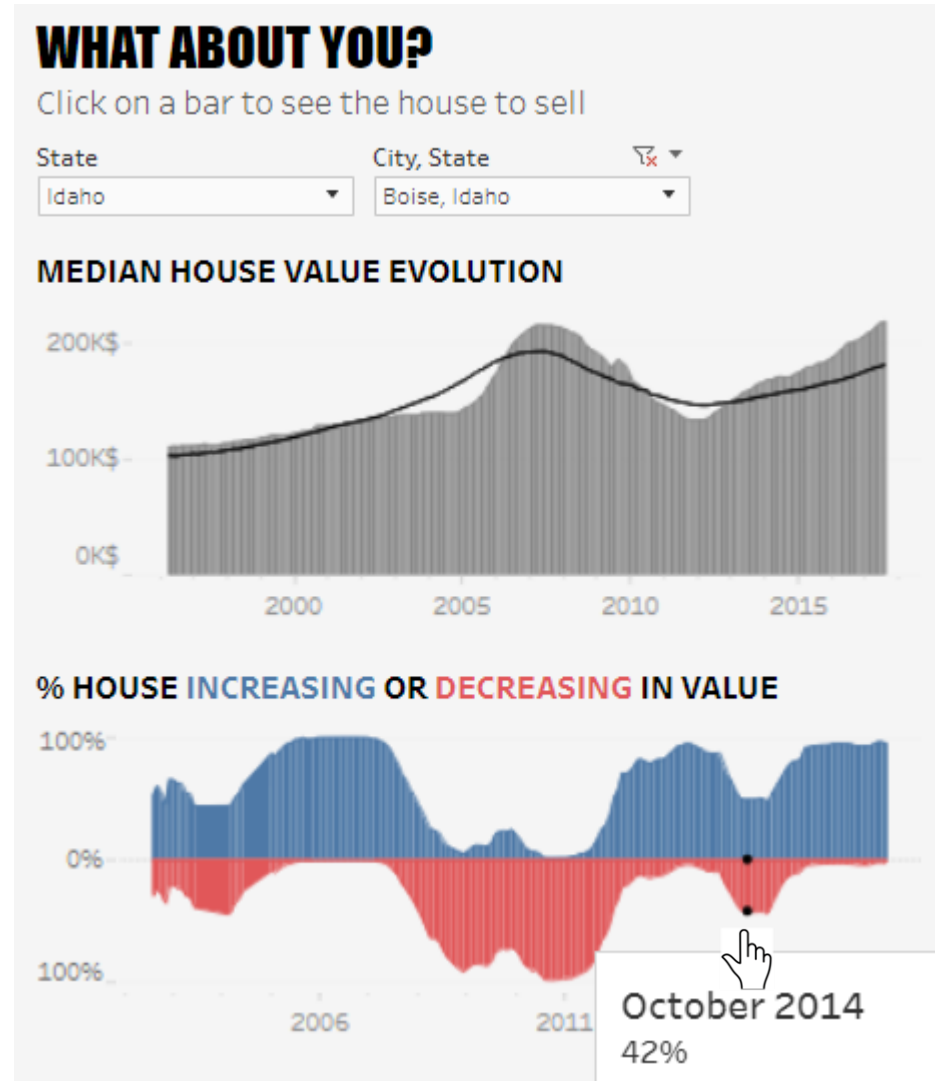 WHAT ABOUT YOU?
Click on a bar to see the house to sell
State City, State
Idaho Boise, Idaho
MEDIAN HOUSE VALUE EVOLUTION
200K$
100K$
0K$
2000 2005 2010 2015
% HOUSE INCREASING OR DECREASING IN VALUE
100%
0%
100%
2006 2011
October 2014
42%